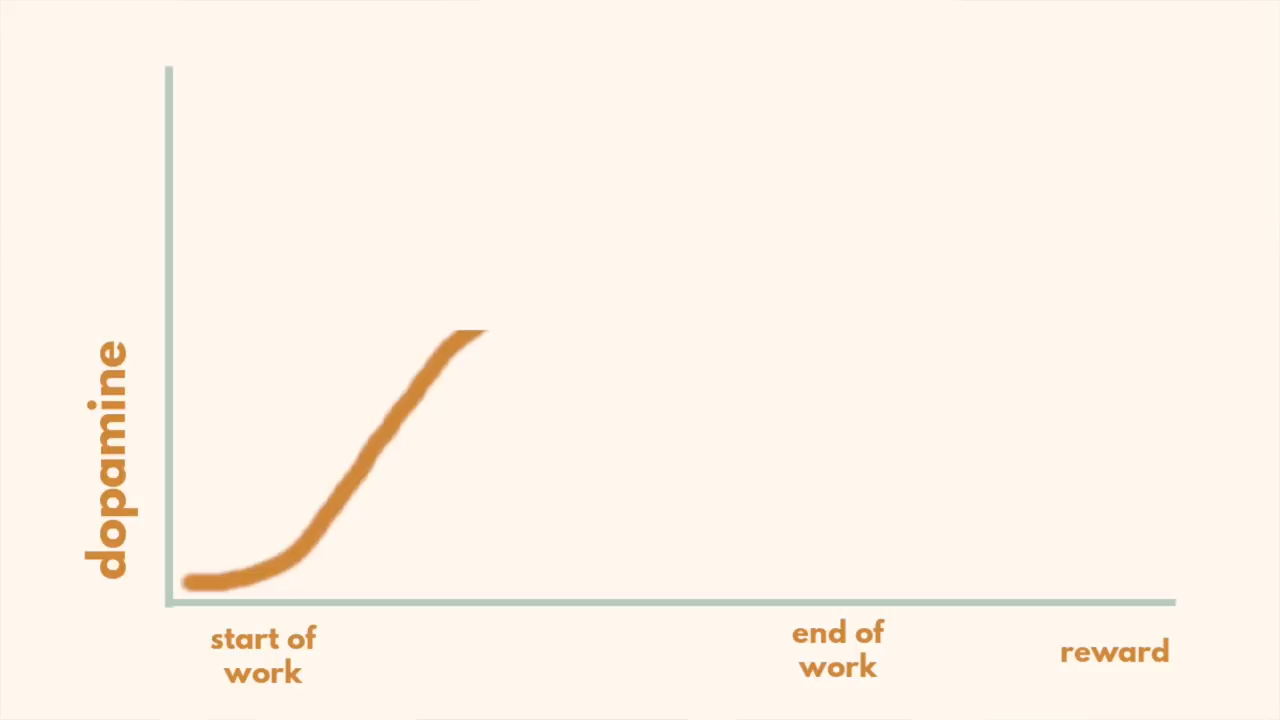 dopamine
start of
work
end of
work
reward